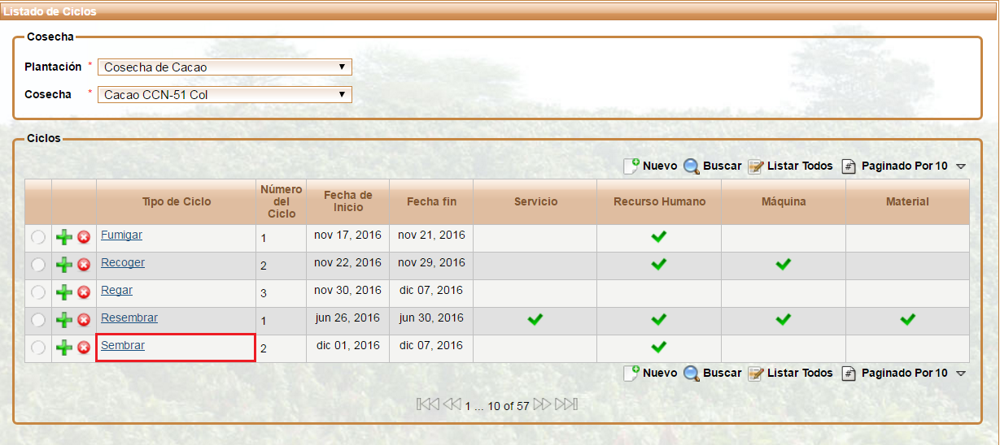 Listado de Ciclos
Cosecha
Plantación * Cosecha de Cacao
Cosecha * Cacao CCN-51 Col
Ciclos
Nuevo Buscar Listar Todos # Paginado Por 10
Tipo de Ciclo Número del Ciclo Fecha de Inicio Fecha fin Servicio Recurso Humano Máquina Material
Fumigar 1 nov 17, 2016 nov 21, 2016
Recoger 2 nov 22, 2016 nov 29, 2016
Regar 3 nov 30, 2016 dic 07, 2016
Resembrar 1 jun 26, 2016 jun 30, 2016
Sembrar 2 dic 01, 2016 dic 07, 2016
Nuevo Buscar Listar Todos # Paginado Por 10
1 ... 10 of 57